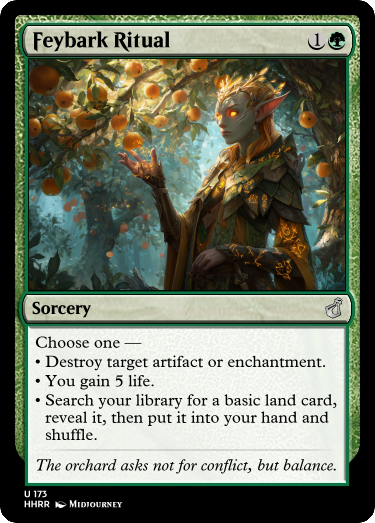 Feybark Ritual 1
Sorcery
Choose one —
• Destroy target artifact or enchantment.
• You gain 5 life.
• Search your library for a basic land card,
reveal it, then put it into your hand and
shuffle.
The orchard asks not for conflict, but balance.
U 173
HHRR Midjourney